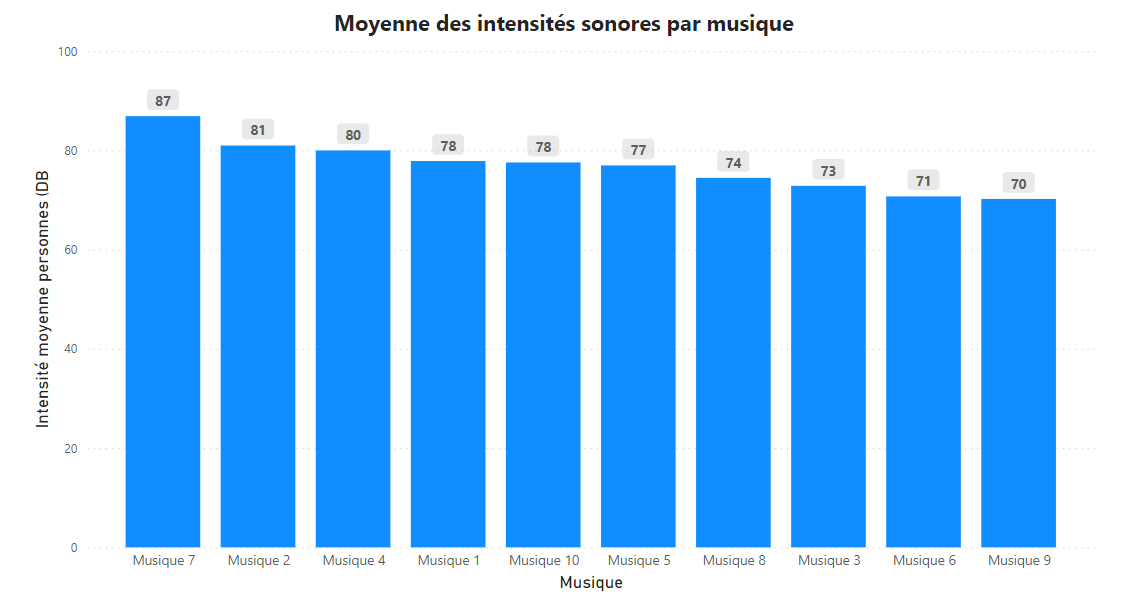 Moyenne des intensités sonores par musique
Intensité moyenne personnes (DB
100
80
60
40
20
0
87
81
80
78
78
77
74
73
71
70
Musique 7
Musique 2
Musique 4
Musique 1
Musique 10
Musique 5
Musique 8
Musique 3
Musique 6
Musique 9
Musique